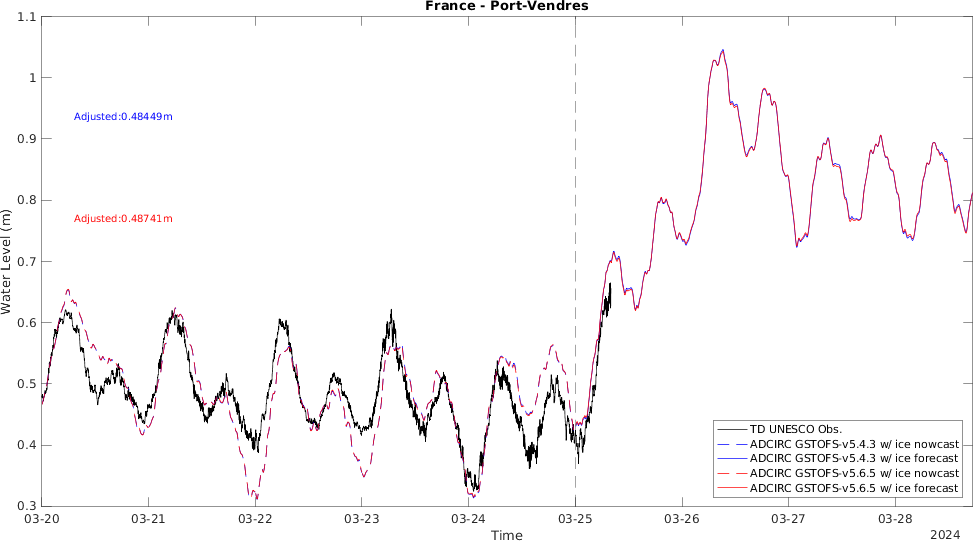 France - Port-Vendres
1.1
1
0.9
0.8
0.7
0.6
0.5
0.4
0.3
Water Level (m)
Adjusted:0.48449m
Adjusted:0.48741m
TD UNESCO Obs.
ADCIRC GSTOFS-v5.4.3 w/ ice nowcast
ADCIRC GSTOFS-v5.4.3 w/ ice forecast
ADCIRC GSTOFS-v5.6.5 w/ ice nowcast
ADCIRC GSTOFS-v5.6.5 w/ ice forecast
03-20 03-21 03-22 03-23 03-24 03-25 03-26 03-27 03-28
Time
2024